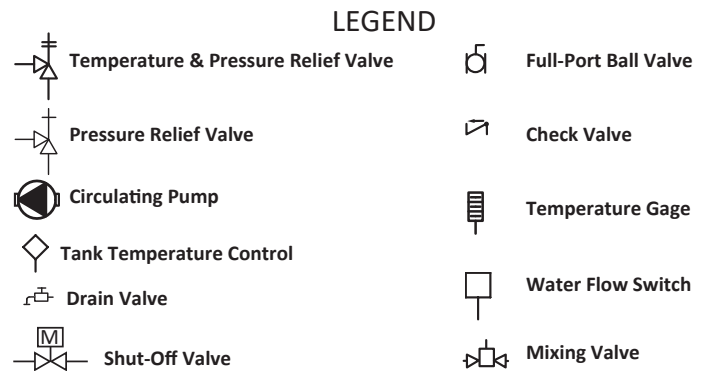 LEGEND
Temperature & Pressure Relief Valve
Pressure Relief Valve
Circulating Pump
Tank Temperature Control
Drain Valve
M
Shut-Off Valve
Full-Port Ball Valve
Check Valve
Temperature Gage
Water Flow Switch
Mixing Valve